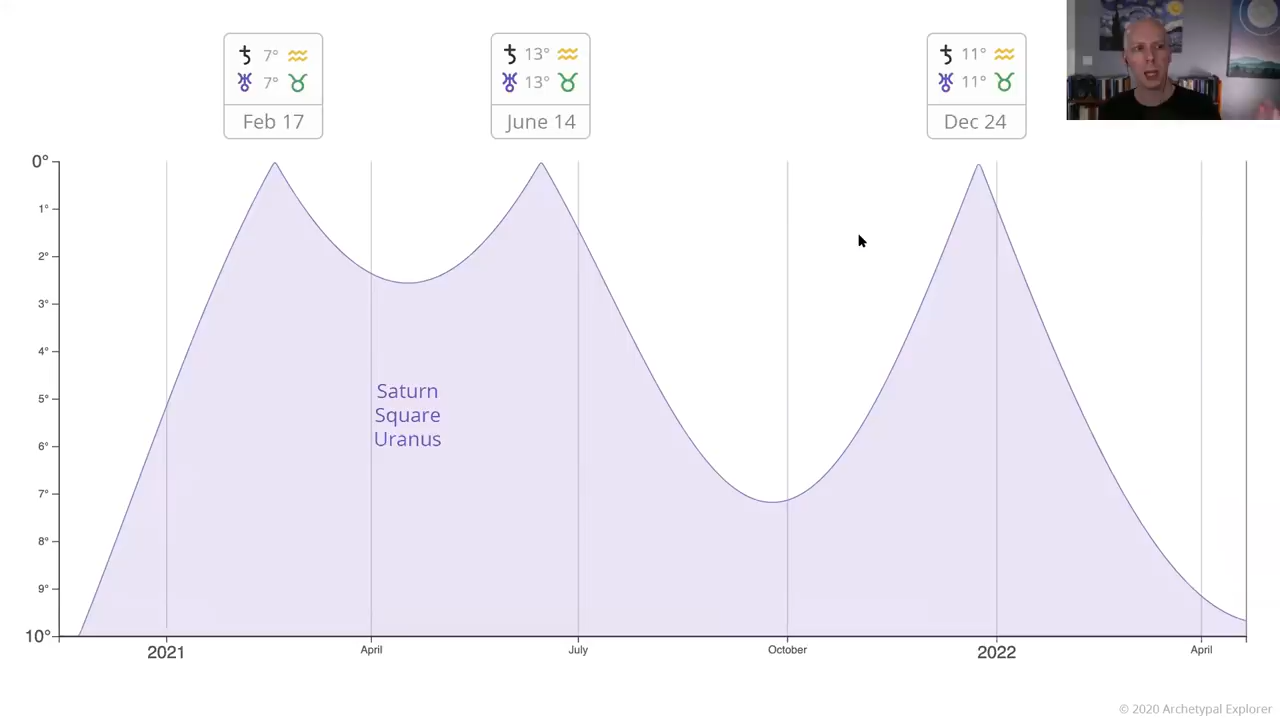 ♄ 7° ♒
♅ 7° ♉
Feb 17
♄ 13° ♒
♅ 13° ♉
June 14
♄ 11° ♒
♅ 11° ♉
Dec 24
0°
1°
2°
3°
4°
5°
6°
7°
8°
9°
10°
Saturn
Square
Uranus
2021
April
July
October
2022
April
© 2020 Archetypal Explorer